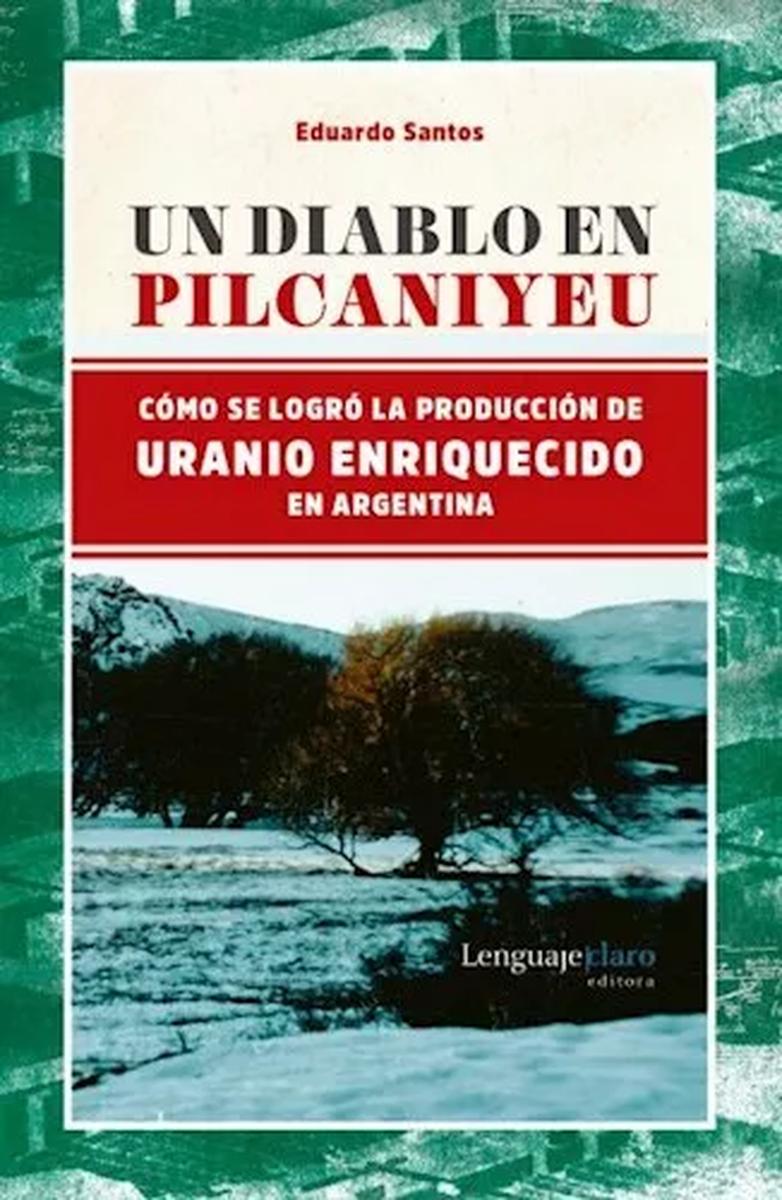 Eduardo Santos
UN DIABLO EN
PILCANIYEU
CÓMO SE LOGRÓ LA PRODUCCIÓN DE
URANIO ENRIQUECIDO
EN ARGENTINA
Lenguaje claro
editora